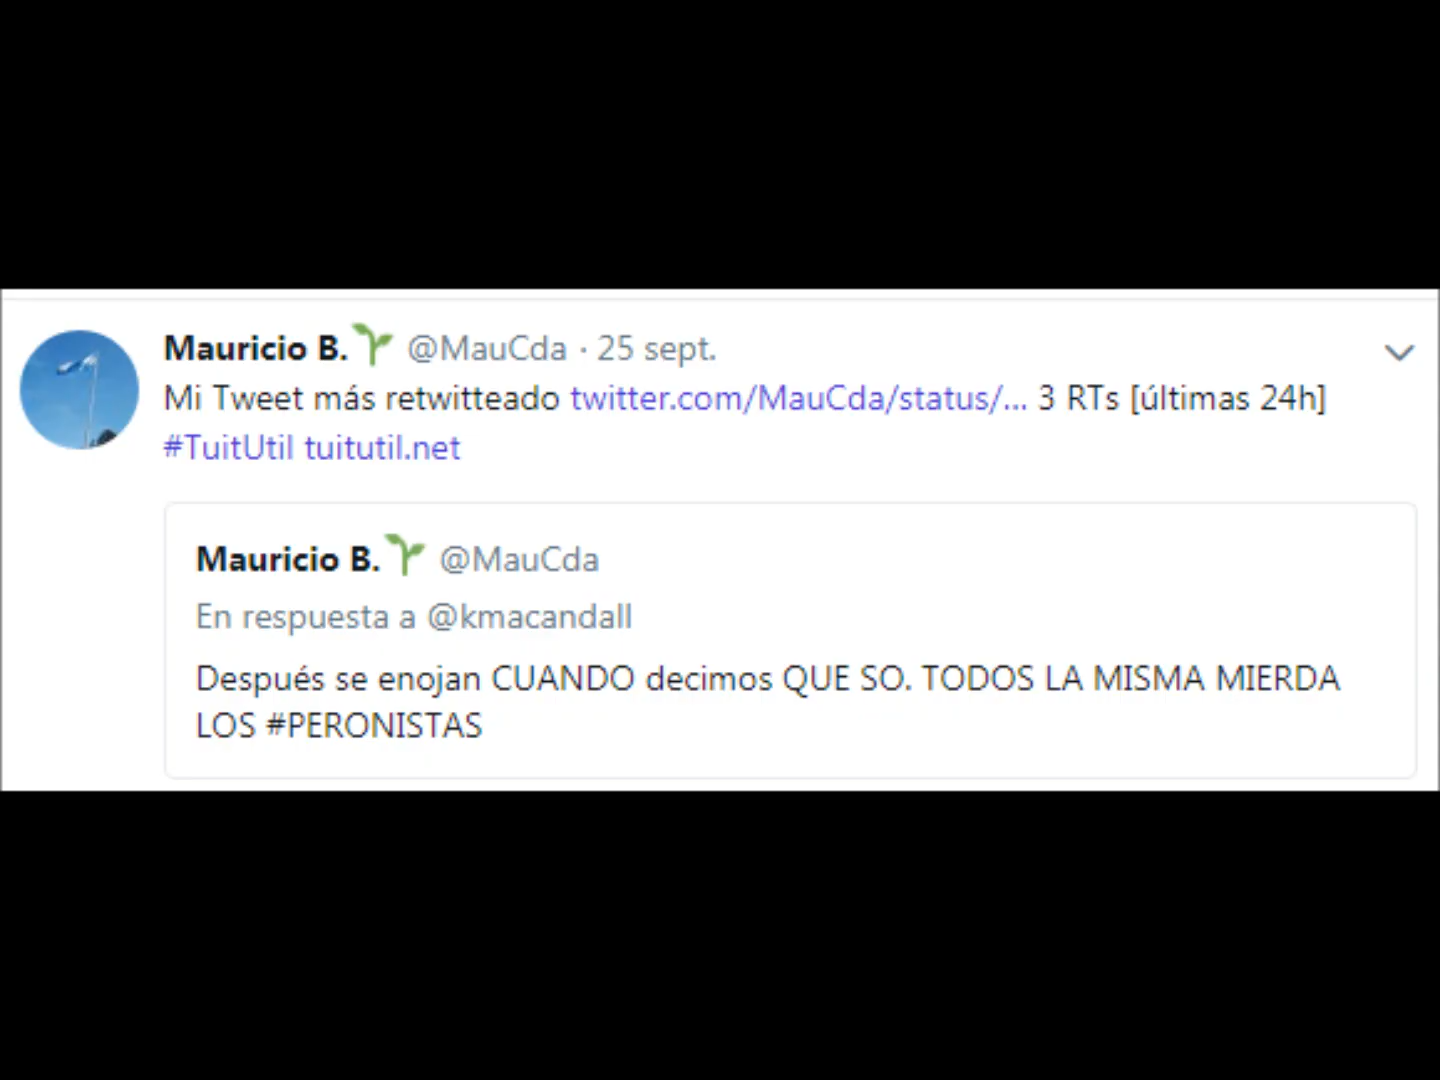 Mauricio B.🌱 @MauCda · 25 sept.
Mi Tweet más retwitteado twitter.com/MauCda/status/... 3 RTs [últimas 24h]
#TuitUtil tuitutil.net
Mauricio B.🌱 @MauCda
En respuesta a @kmacandall
Después se enojan CUANDO decimos QUE SO. TODOS LA MISMA MIERDA
LOS #PERONISTAS